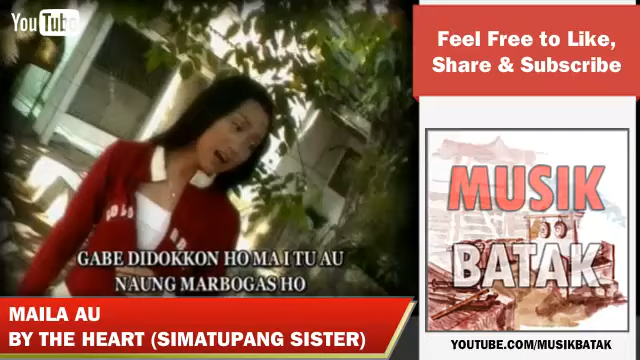 YouTube
Feel Free to Like,
Share & Subscribe
MUSIK
BATAK
GABE DIDOKKON HO MA I TU AU
NAUNG MARBOGAS HO
MAILA AU
BY THE HEART (SIMATUPANG SISTER)
YOUTUBE.COM/MUSIKBATAK